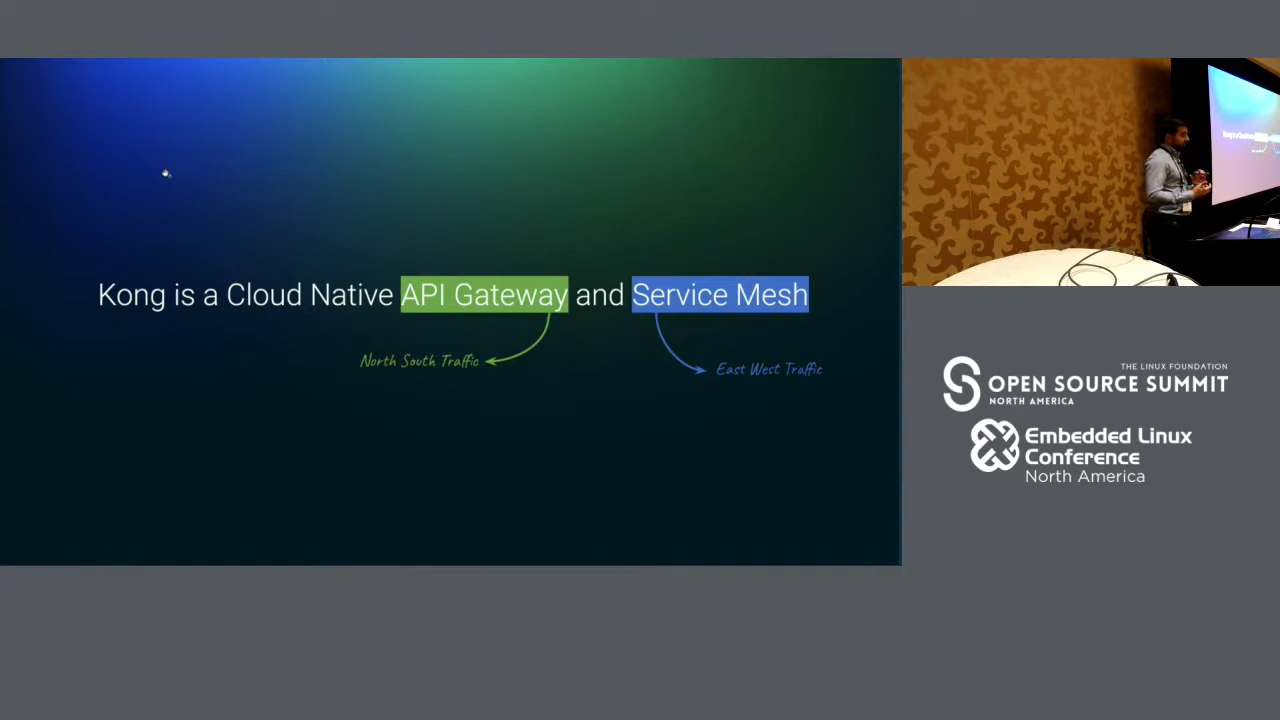 Kong is a Cloud Native API Gateway and Service Mesh
North South Traffic
East West Traffic
THE LINUX FOUNDATION
OPEN SOURCE SUMMIT
NORTH AMERICA
Embedded Linux
Conference
North America